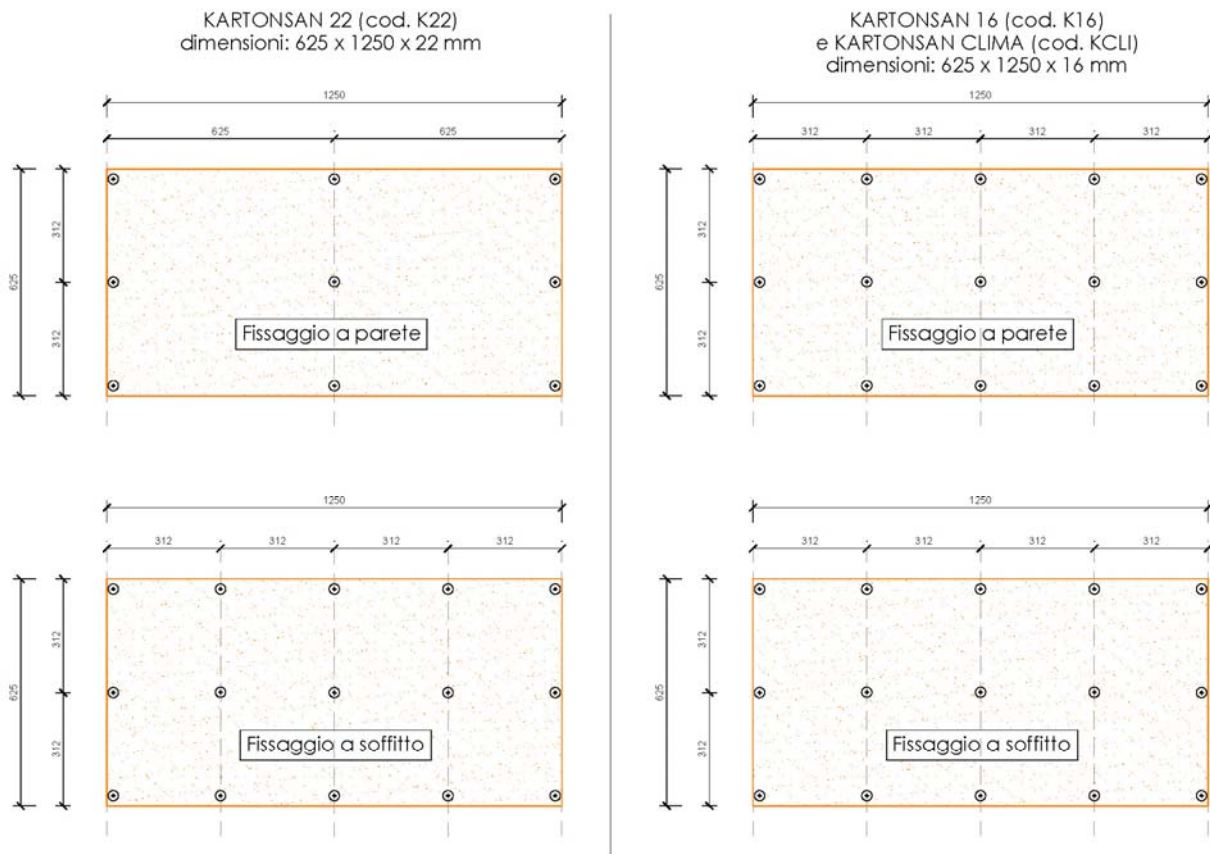 KARTONSAN 22 (cod. K22)
dimensioni: 625 x 1250 x 22 mm
1250
625 625
625
312
312
Fissaggio a parete
1250
312 312 312 312
625
312
312
Fissaggio a soffitto
KARTONSAN 16 (cod. K16)
e KARTONSAN CLIMA (cod. KCLI)
dimensioni: 625 x 1250 x 16 mm
1250
312 312 312 312
625
312
312
Fissaggio a parete
1250
312 312 312 312
625
312
312
Fissaggio a soffitto